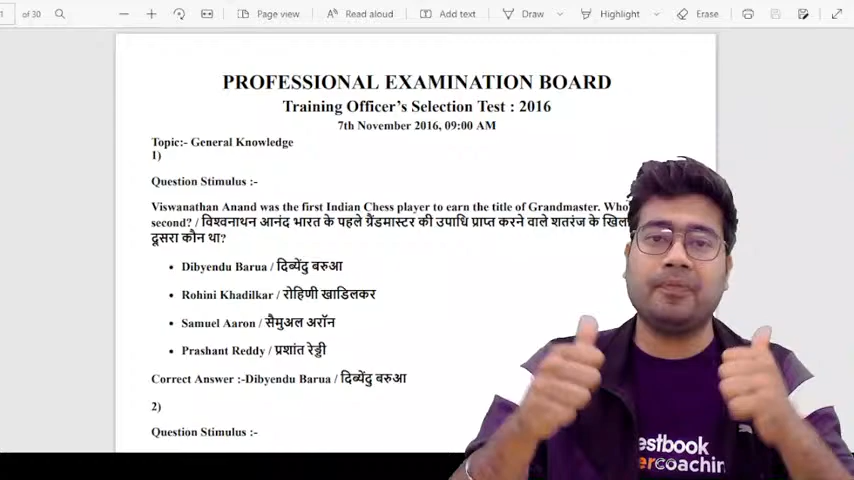 1 of 30 Page view Read aloud Add text Draw Highlight Erase
PROFESSIONAL EXAMINATION BOARD
Training Officer's Selection Test : 2016
7th November 2016, 09:00 AM
Topic:- General Knowledge
1)
Question Stimulus :-
Viswanathan Anand was the first Indian Chess player to earn the title of Grandmaster. Who
second? / विश्वनाथन आनंद भारत के पहले ग्रैंडमास्टर की उपाधि प्राप्त करने वाले शतरंज के
दूसरा कौन था?
• Dibyendu Barua / दिब्येंदु बरुआ
• Rohini Khadilkar / रोहिणी खाडिलकर
• Samuel Aaron / सैमुअल अरॉन
• Prashant Reddy / प्रशांत रेड्डी
Correct Answer :-Dibyendu Barua / दिब्येंदु बरुआ
2)
Question Stimulus :-
estbook
ercoachin